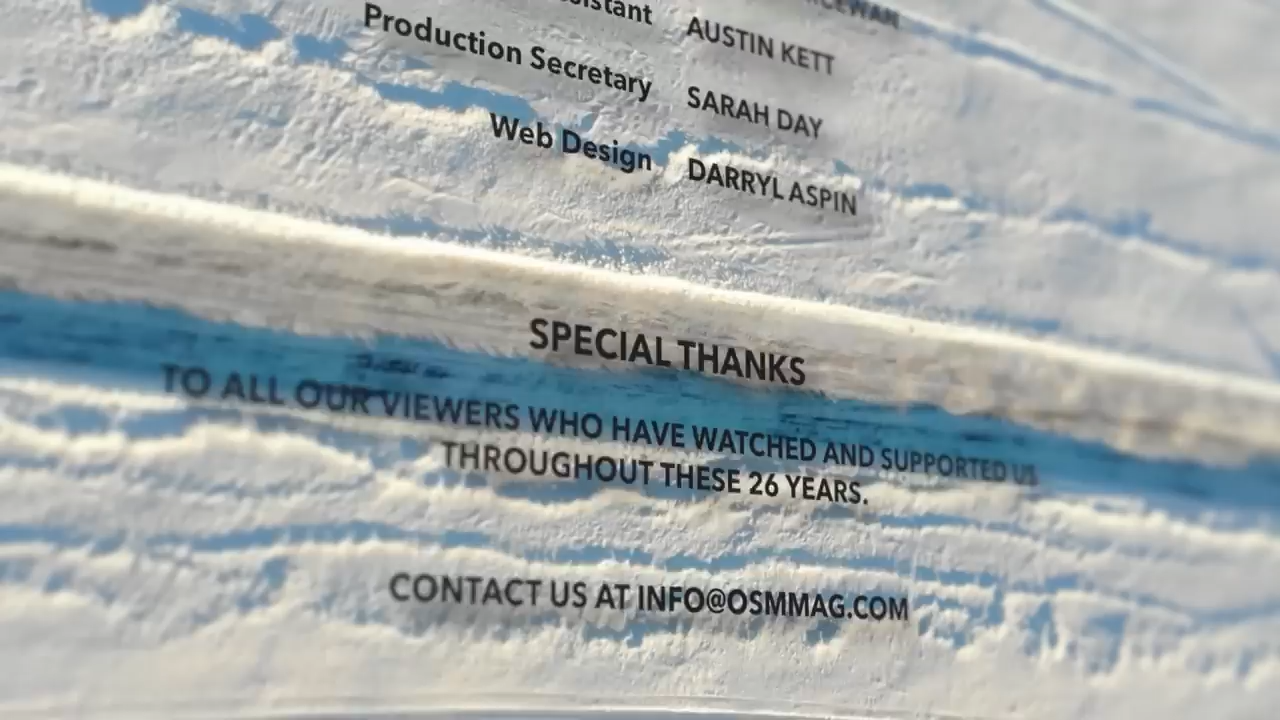 AUSTIN KETT
Production Secretary SARAH DAY
Web Design DARRYL ASPIN
SPECIAL THANKS
TO ALL OUR VIEWERS WHO HAVE WATCHED AND SUPPORTED US
THROUGHOUT THESE 26 YEARS.
CONTACT US AT INFO@OSMMAG.COM